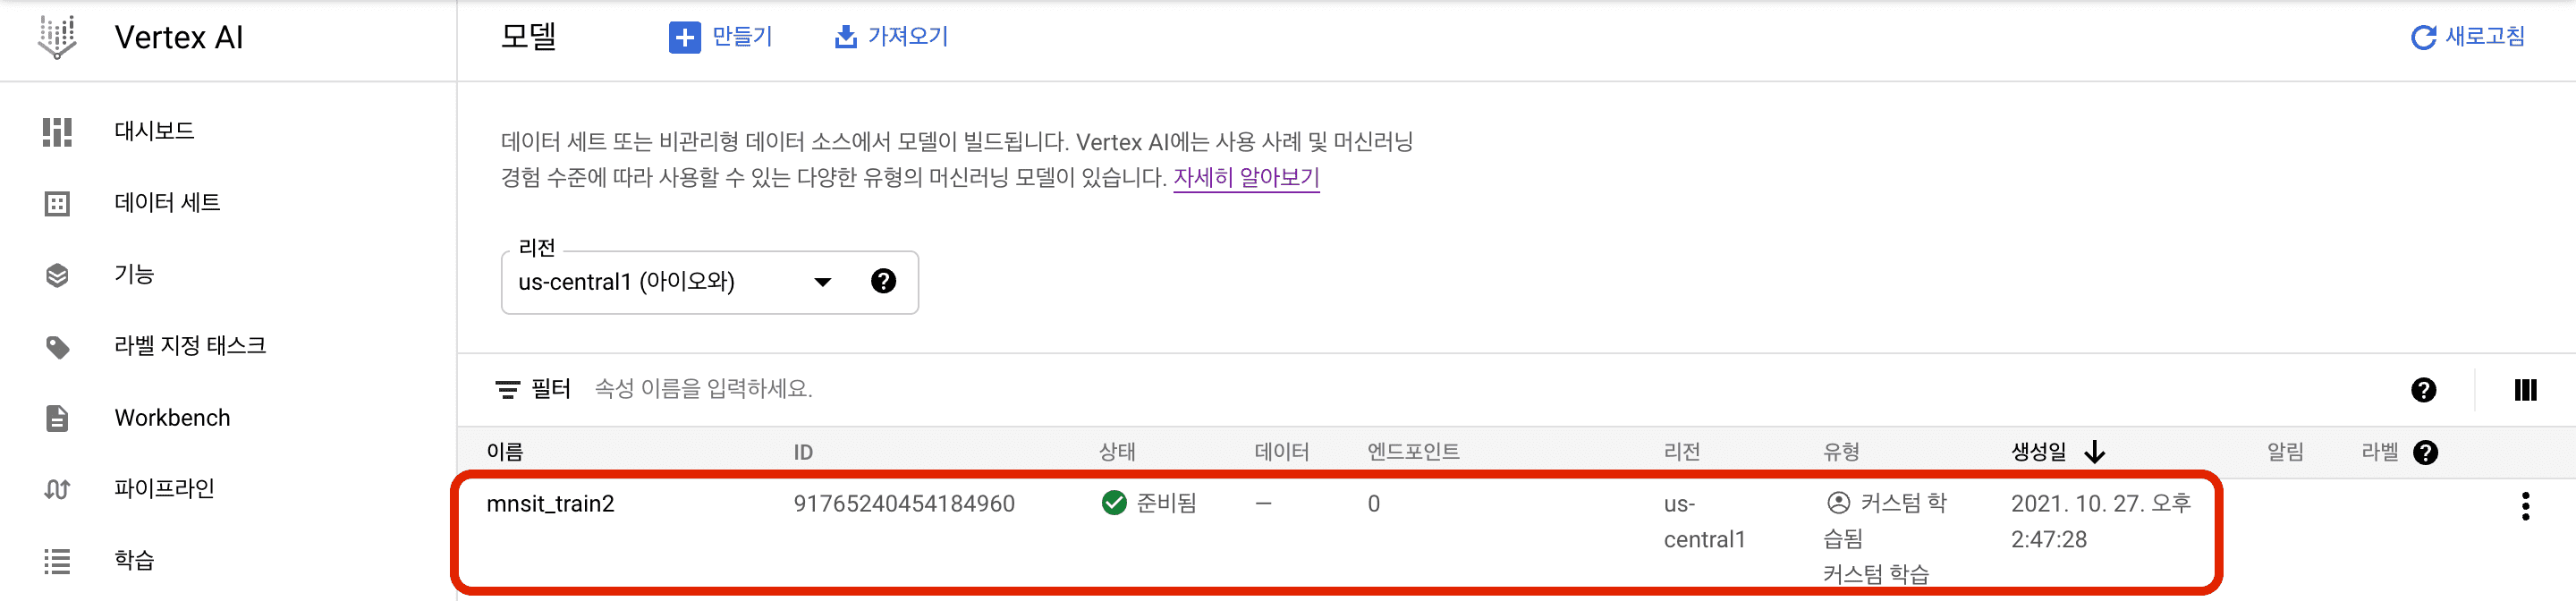 Vertex AI
모델
만들기
가져오기
새로고침
대시보드
데이터 세트
기능
라벨 지정 태스크
Workbench
파이프라인
학습
데이터 세트 또는 비관리형 데이터 소스에서 모델이 빌드됩니다. Vertex AI에는 사용 사례 및 머신러닝
경험 수준에 따라 사용할 수 있는 다양한 유형의 머신러닝 모델이 있습니다. 자세히 알아보기
리전
us-central1 (아이오와)
필터 속성 이름을 입력하세요.
이름 ID 상태 데이터 엔드포인트 리전 유형 생성일 알림 라벨
mnsit_train2 91765240454184960 준비됨 — 0 us- 커스텀 학 2021. 10. 27. 오후
central1 습됨 2:47:28
커스텀 학습